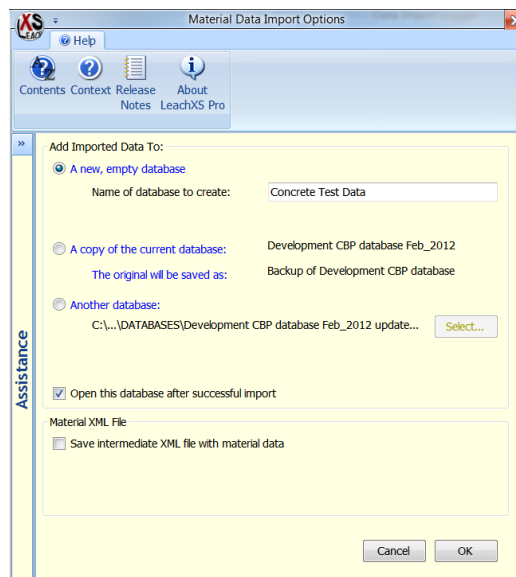 Material Data Import Options
XS
LEACH
Help
Contents Context Release About
Notes LeachXS Pro
»
Add Imported Data To:
A new, empty database
Name of database to create: Concrete Test Data
A copy of the current database: Development CBP database Feb_2012
The original will be saved as: Backup of Development CBP database
Another database:
C:\...\DATABASES\Development CBP database Feb_2012 update... Select...
Assistance
Open this database after successful import
Material XML File
Save intermediate XML file with material data
Cancel OK